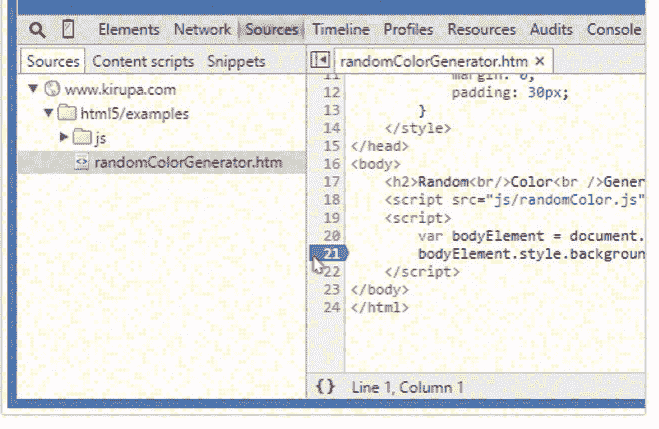 Elements Network Sources Timeline Profiles Resources Audits Console
Sources Content scripts Snippets
randomColorGenerator.htm ×
www.kirupa.com
html5/examples
js
randomColorGenerator.htm
11 margin: 0;
12 padding: 30px;
13 }
14 </style>
15 </head>
16 <body>
17 <h2>Random<br/>Color<br />Gener
18 <script src="js/randomColor.js"
19 <script>
20 var bodyElement = document.
21 bodyElement.style.backgroun
22 </script>
23 </body>
24 </html>
{} Line 1, Column 1